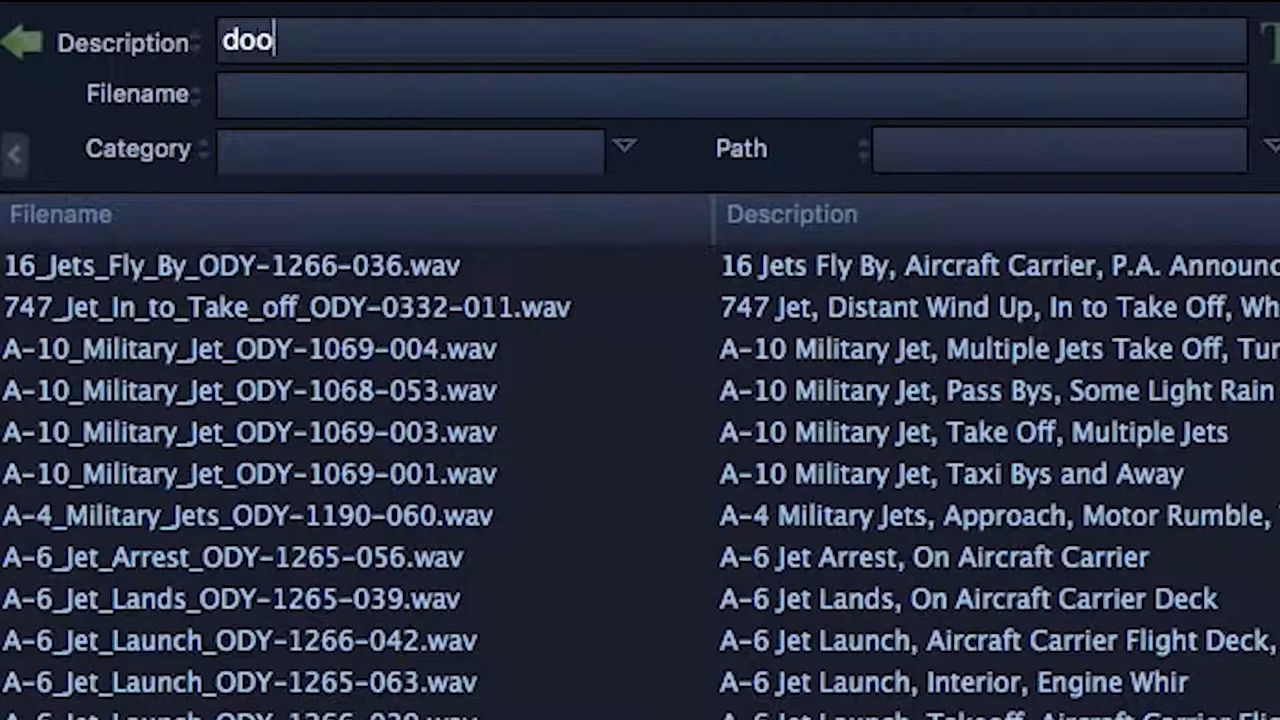 Description doo
Filename
Category Path
Filename Description
16_Jets_Fly_By_ODY-1266-036.wav 16 Jets Fly By, Aircraft Carrier, P.A. Announc
747_Jet_In_to_Take_off_ODY-0332-011.wav 747 Jet, Distant Wind Up, In to Take Off, Wh
A-10_Military_Jet_ODY-1069-004.wav A-10 Military Jet, Multiple Jets Take Off, Tur
A-10_Military_Jet_ODY-1068-053.wav A-10 Military Jet, Pass Bys, Some Light Rain
A-10_Military_Jet_ODY-1069-003.wav A-10 Military Jet, Take Off, Multiple Jets
A-10_Military_Jet_ODY-1069-001.wav A-10 Military Jet, Taxi Bys and Away
A-4_Military_Jets_ODY-1190-060.wav A-4 Military Jets, Approach, Motor Rumble,
A-6_Jet_Arrest_ODY-1265-056.wav A-6 Jet Arrest, On Aircraft Carrier
A-6_Jet_Lands_ODY-1265-039.wav A-6 Jet Lands, On Aircraft Carrier Deck
A-6_Jet_Launch_ODY-1266-042.wav A-6 Jet Launch, Aircraft Carrier Flight Deck,
A-6_Jet_Launch_ODY-1265-063.wav A-6 Jet Launch, Interior, Engine Whir